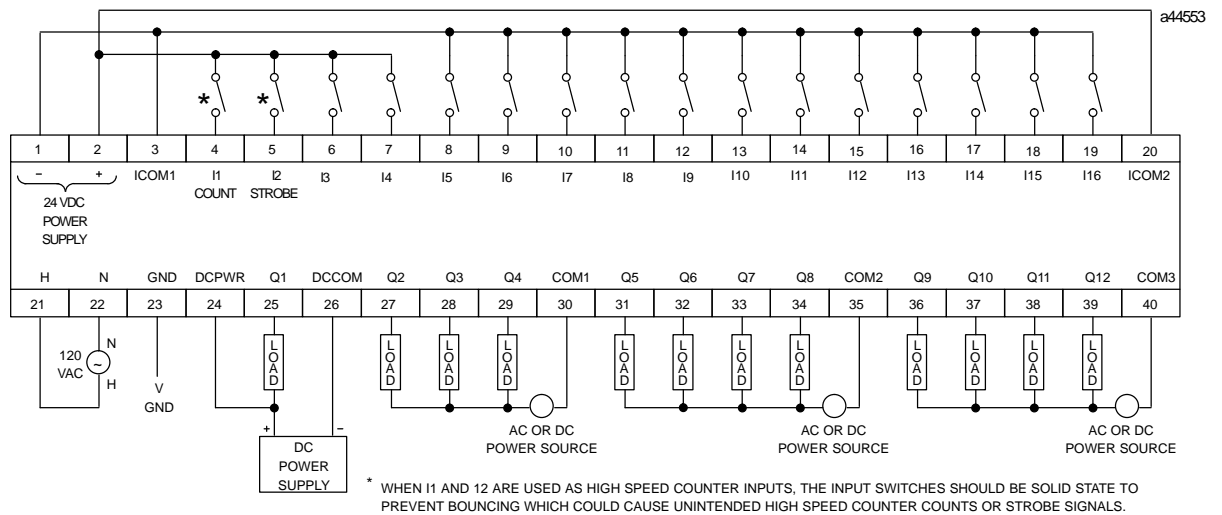 a44553
* *
1 2 3 4 5 6 7 8 9 10 11 12 13 14 15 16 17 18 19 20
− + ICOM1 I1 I2 I3 I4 I5 I6 I7 I8 I9 I10 I11 I12 I13 I14 I15 I16 ICOM2
COUNT STROBE
24 VDC
POWER
SUPPLY
H N GND DCPWR Q1 DCCOM Q2 Q3 Q4 COM1 Q5 Q6 Q7 Q8 COM2 Q9 Q10 Q11 Q12 COM3
21 22 23 24 25 26 27 28 29 30 31 32 33 34 35 36 37 38 39 40
LOAD LOAD LOAD LOAD LOAD LOAD LOAD LOAD LOAD LOAD LOAD LOAD
120
VAC
N
~
H
V
GND
+ −
DC
POWER
SUPPLY
AC OR DC
POWER SOURCE
AC OR DC
POWER SOURCE
AC OR DC
POWER SOURCE
* WHEN I1 AND 12 ARE USED AS HIGH SPEED COUNTER INPUTS, THE INPUT SWITCHES SHOULD BE SOLID STATE TO
PREVENT BOUNCING WHICH COULD CAUSE UNINTENDED HIGH SPEED COUNTER COUNTS OR STROBE SIGNALS.